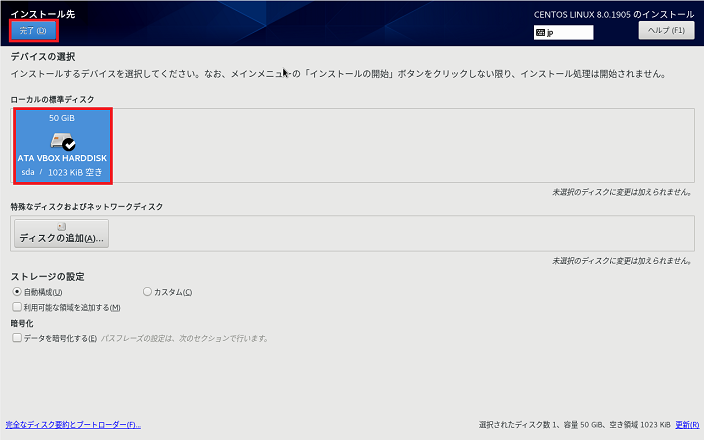 インストール先
CENTOS LINUX 8.0.1905 のインストール
完了 (D)
jp
ヘルプ (F1)
デバイスの選択
インストールするデバイスを選択してください。なお、メインメニューの「インストールの開始」ボタンをクリックしない限り、インストール処理は開始されません。
ローカルの標準ディスク
50 GiB
ATA VBOX HARDDISK
sda / 1023 KiB 空き
未選択のディスクに変更は加えられません。
特殊なディスクおよびネットワークディスク
ディスクの追加(A)...
未選択のディスクに変更は加えられません。
ストレージの設定
自動構成(U) カスタム(C)
利用可能な領域を追加する(M)
暗号化
データを暗号化する(E) パスフレーズの設定は、次のセクションで行います。
完全なディスク要約とブートローダー(F)... 選択されたディスク数 1、容量 50 GiB、空き領域 1023 KiB 更新(R)